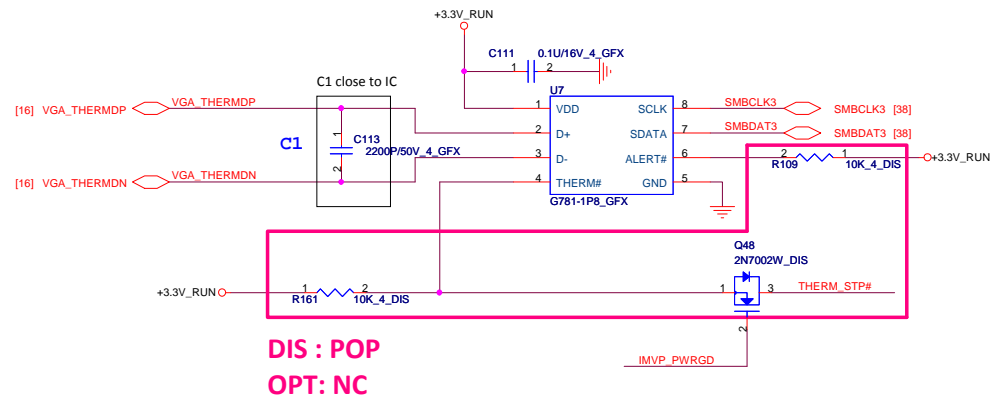 +3.3V_RUN
C111 0.1U/16V_4_GFX
1 2
C1 close to IC
U7
[16] VGA_THERMDP VGA_THERMDP
1 VDD SCLK 8 SMBCLK3 SMBCLK3 [38]
2 D+ SDATA 7 SMBDAT3 SMBDAT3 [38]
C1 1 C113 2
2200P/50V_4_GFX
3 D- ALERT# 6 2 1 +3.3V_RUN
R109 10K_4_DIS
[16] VGA_THERMDN VGA_THERMDN
4 THERM# GND 5
G781-1P8_GFX
Q48
2N7002W_DIS
+3.3V_RUN 1 2 1 3 THERM_STP#
R161 10K_4_DIS
2
DIS : POP
IMVP_PWRGD
OPT: NC